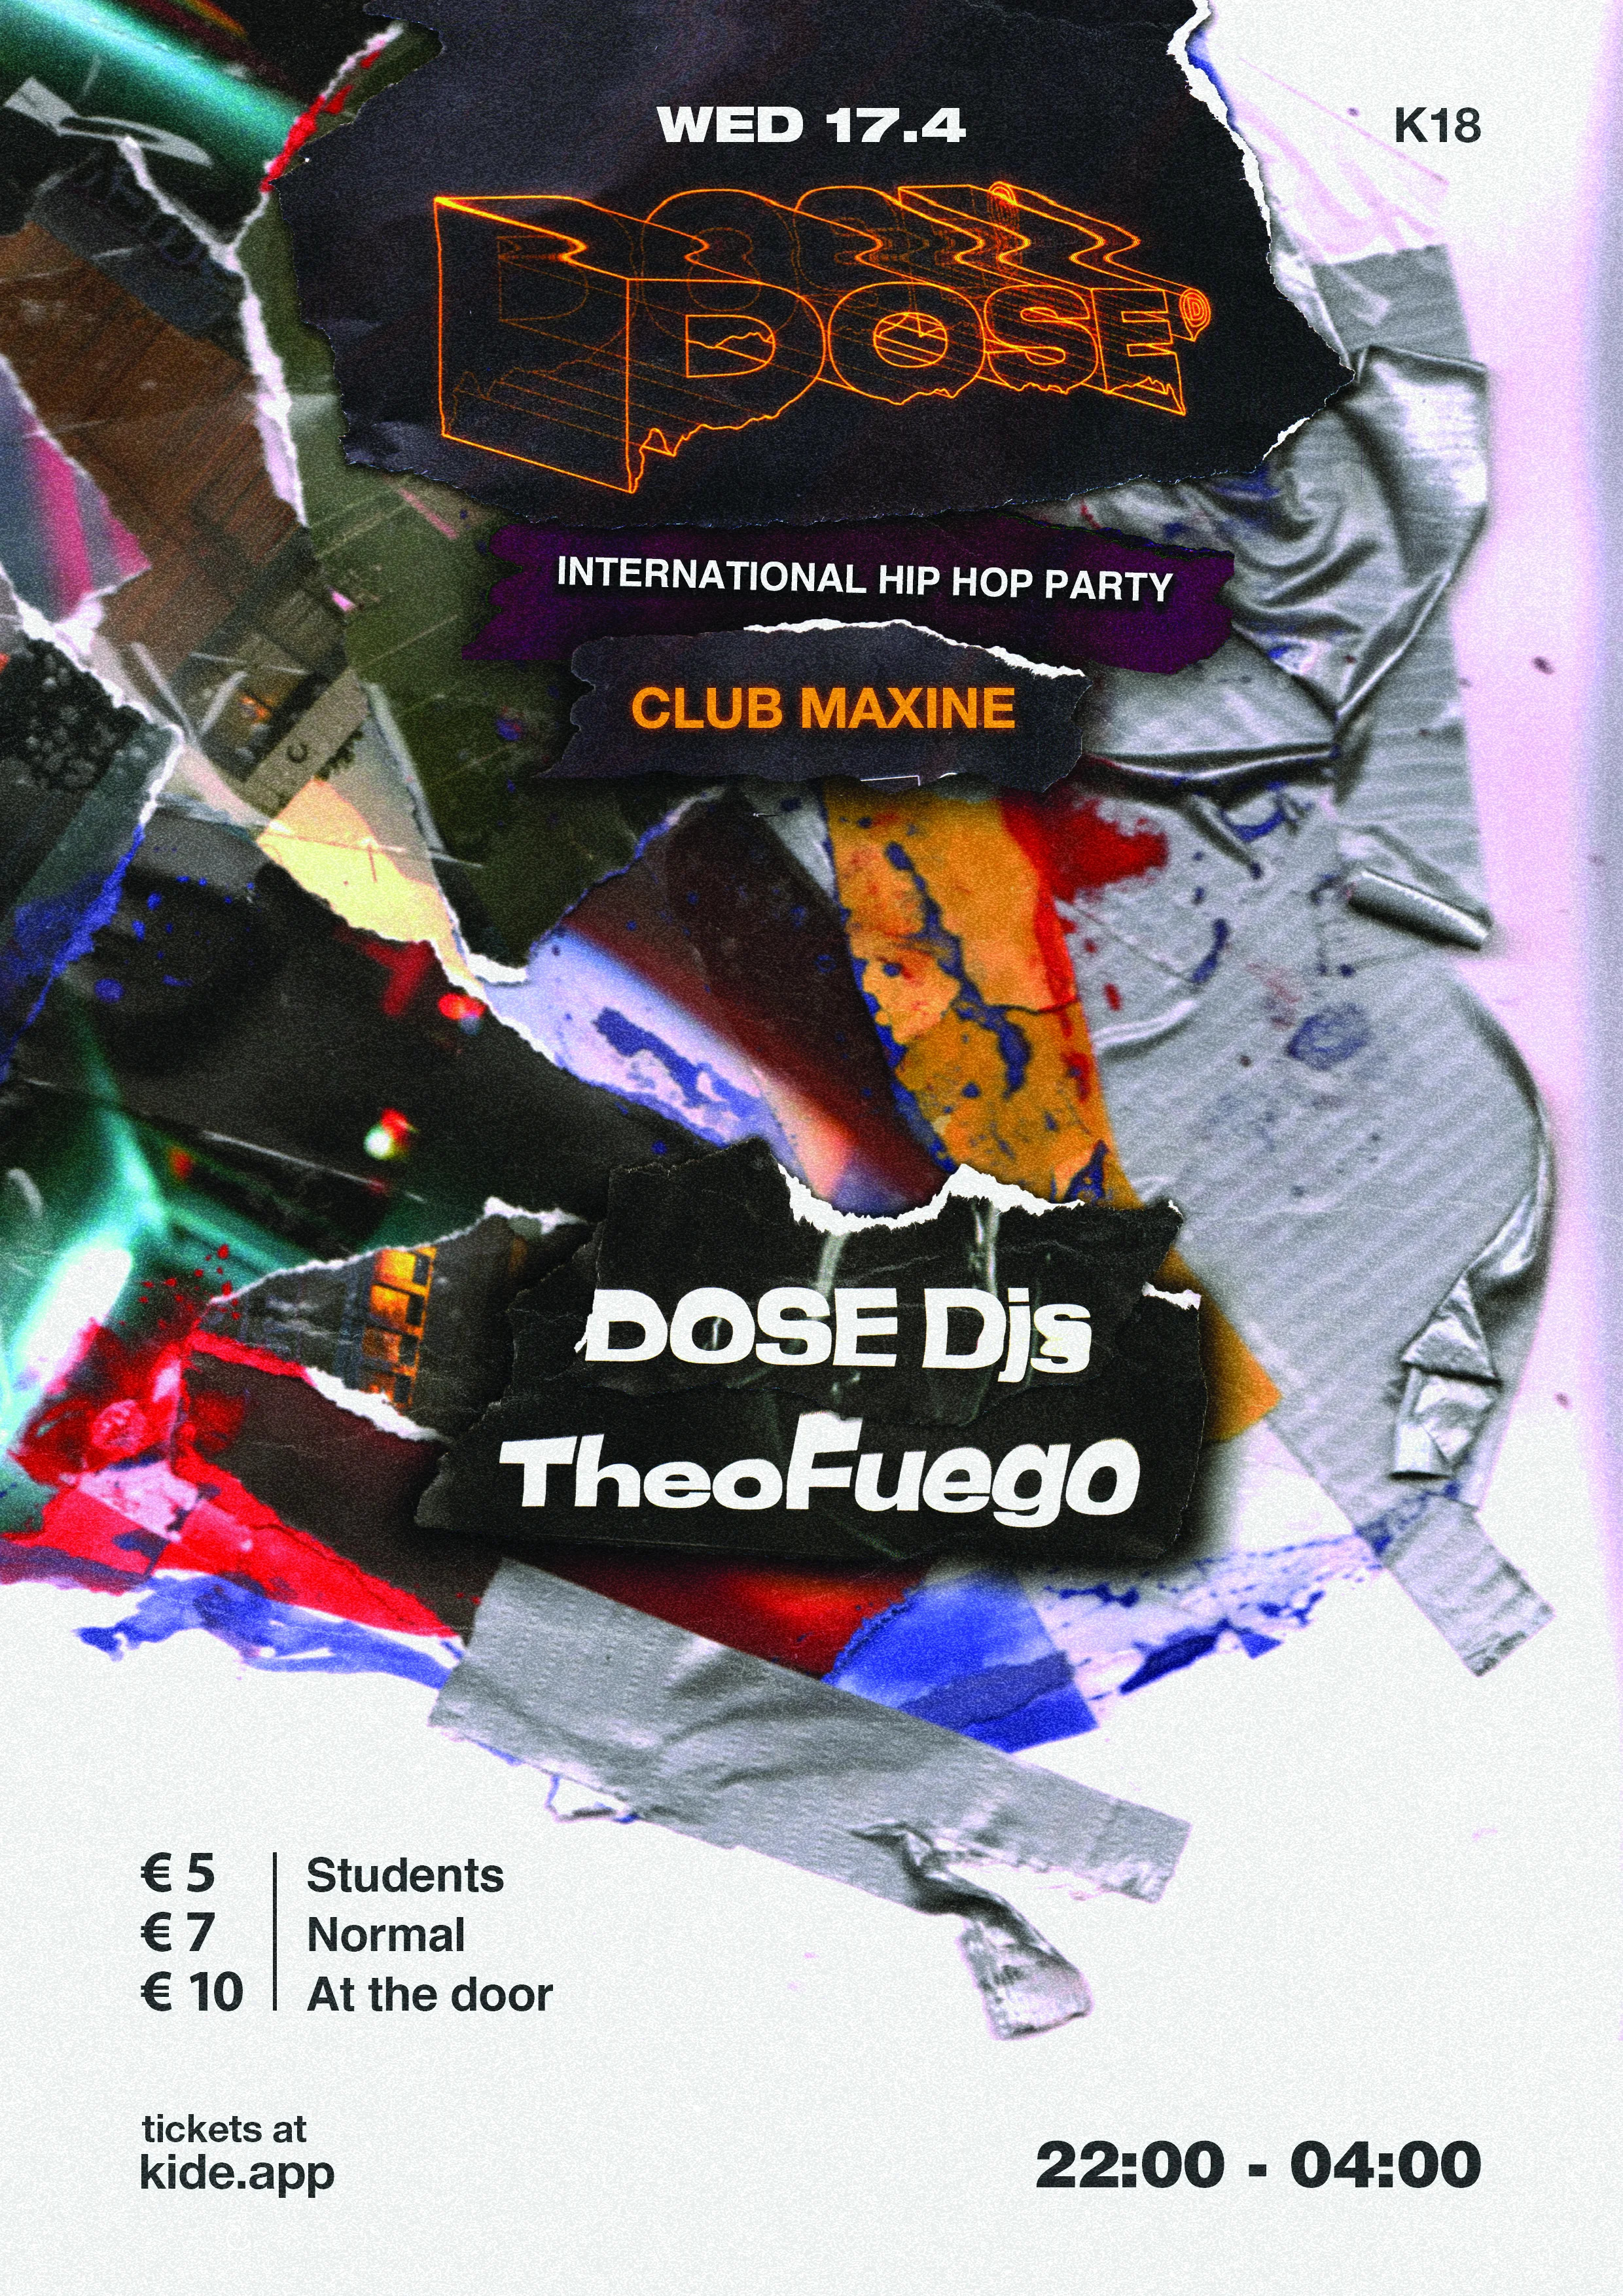 WED 17.4
K18
DOSE
INTERNATIONAL HIP HOP PARTY
CLUB MAXINE
DOSE Djs
TheoFuego
€ 5 Students
€ 7 Normal
€ 10 At the door
tickets at
kide.app
22:00 - 04:00